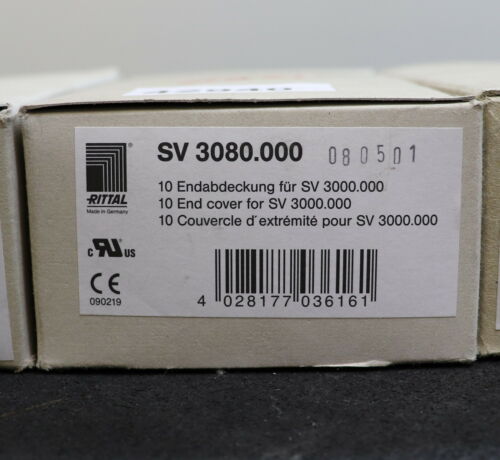 SV 3080.000 080501
RITTAL
Made in Germany
10 Endabdeckung für SV 3000.000
10 End cover for SV 3000.000
10 Couvercle d´extrémité pour SV 3000.000
c RU US
CE
090219
4 028177 036161